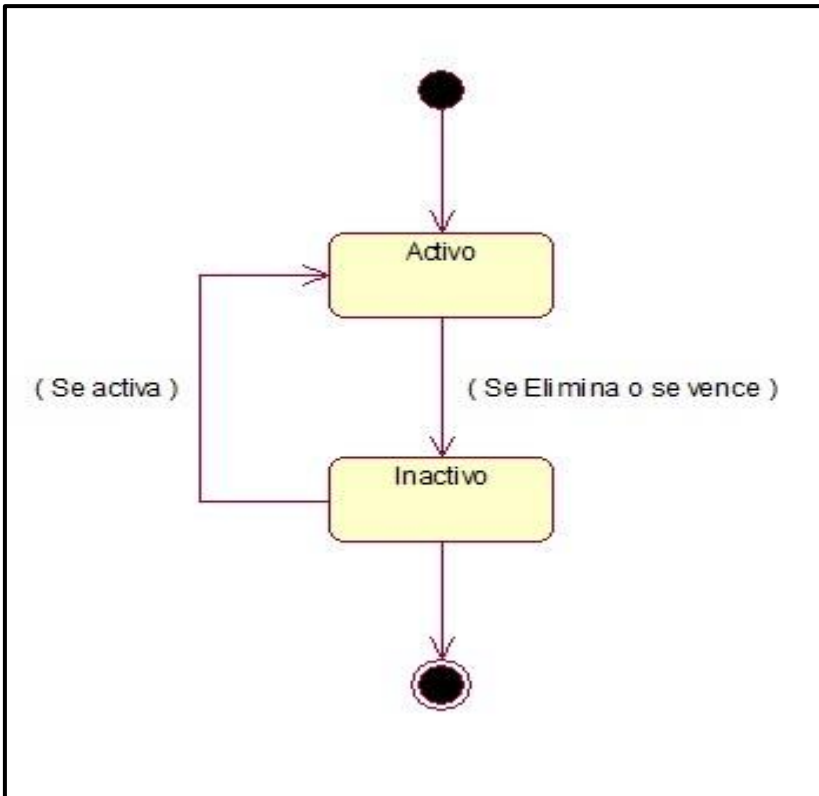 Activo
( Se activa )
( Se Elimina o se vence )
Inactivo